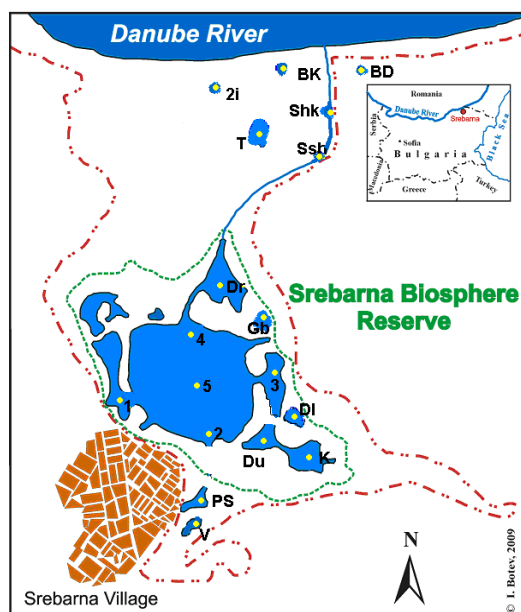 Danube River
BK
BD
2i
Shk
T
Ssh
Romania
Danube River
Srebarna
Serbia
Sofia
Bulgaria
Black Sea
Macedonia
Greece
Turkey
Srebarna Biosphere
Reserve
Dr
Gb
4
3
5
1
Dl
2
Du
K
PS
V
N
Srebarna Village
© I. Botev, 2009